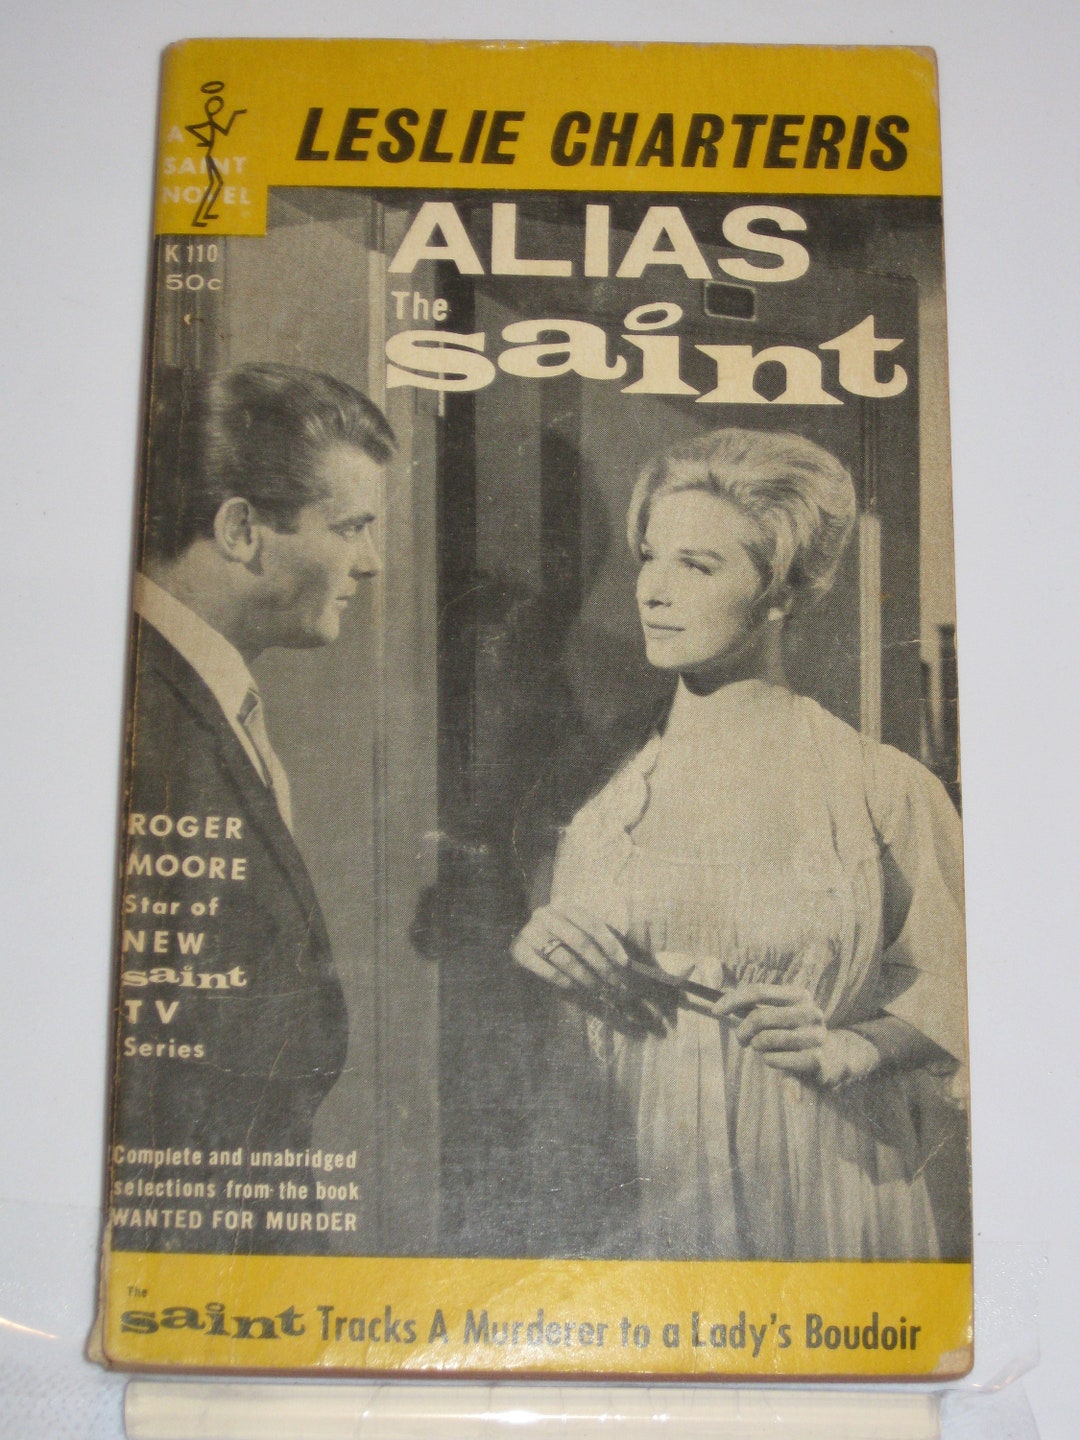 A
SAINT
NOVEL
LESLIE CHARTERIS
K 110
50c
ALIAS
The
saint
ROGER
MOORE
Star of
NEW
saint
TV
Series
Complete and unabridged
selections from the book
WANTED FOR MURDER
The
saint Tracks A Murderer to a Lady's Boudoir